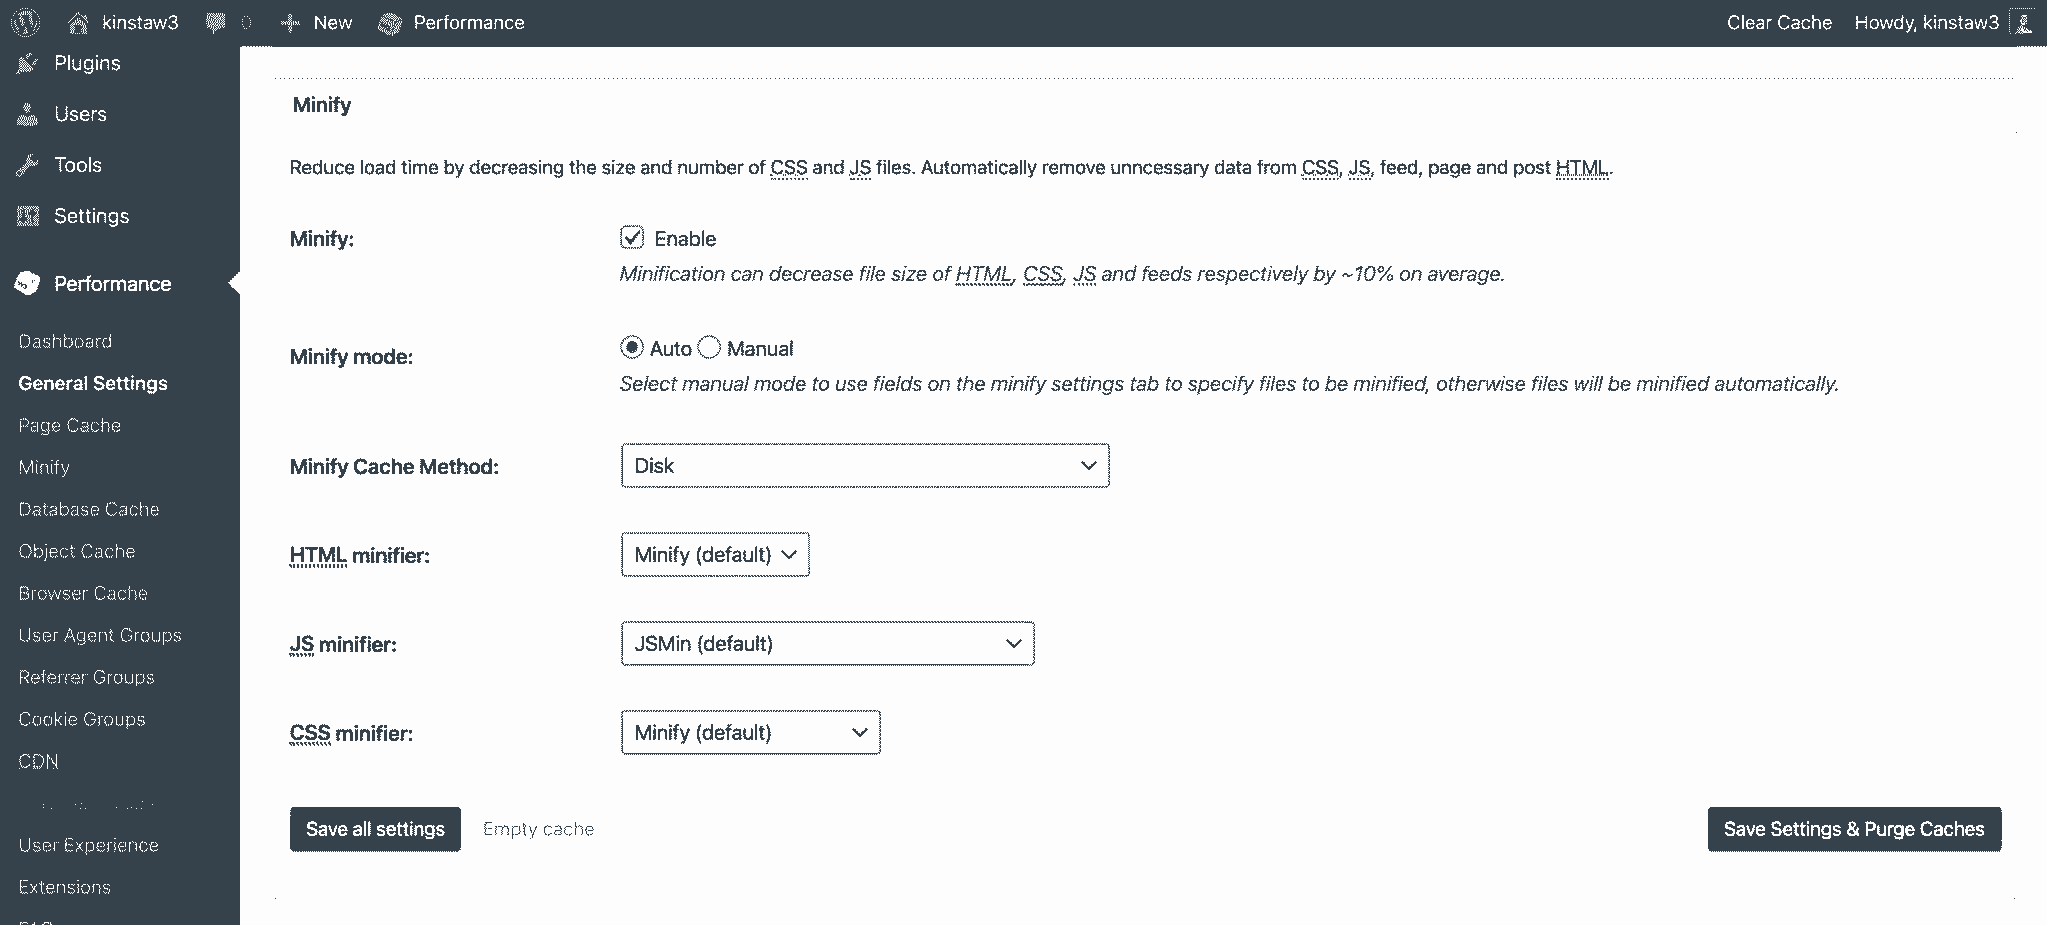 kinstaw3 0 New Performance Clear Cache Howdy, kinstaw3
Plugins
Users
Tools
Settings
Performance
Dashboard
General Settings
Page Cache
Minify
Database Cache
Object Cache
Browser Cache
User Agent Groups
Referrer Groups
Cookie Groups
CDN
User Experience
Extensions
Minify
Reduce load time by decreasing the size and number of CSS and JS files. Automatically remove unncessary data from CSS, JS, feed, page and post HTML.
Minify: Enable
Minification can decrease file size of HTML, CSS, JS and feeds respectively by ~10% on average.
Minify mode: Auto Manual
Select manual mode to use fields on the minify settings tab to specify files to be minified, otherwise files will be minified automatically.
Minify Cache Method: Disk
HTML minifier: Minify (default)
JS minifier: JSMin (default)
CSS minifier: Minify (default)
Save all settings Empty cache Save Settings & Purge Caches